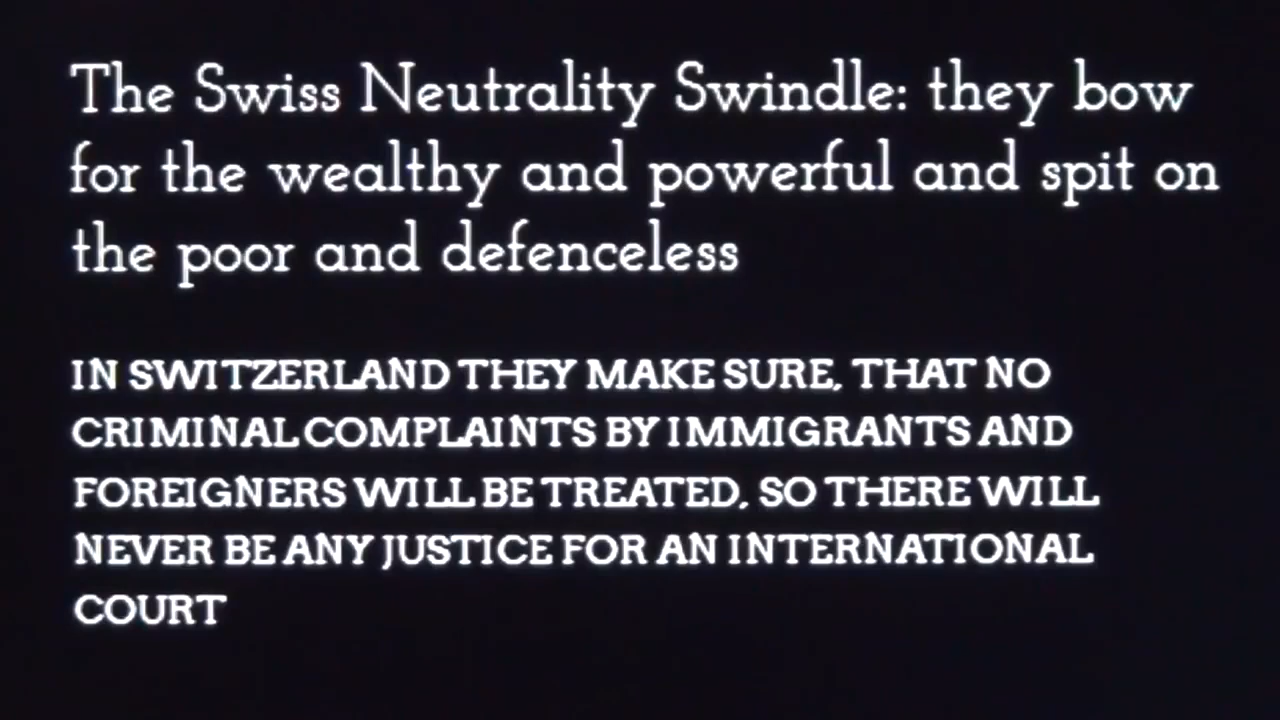 The Swiss Neutrality Swindle: they bow
for the wealthy and powerful and spit on
the poor and defenceless
IN SWITZERLAND THEY MAKE SURE, THAT NO
CRIMINAL COMPLAINTS BY IMMIGRANTS AND
FOREIGNERS WILL BE TREATED, SO THERE WILL
NEVER BE ANY JUSTICE FOR AN INTERNATIONAL
COURT